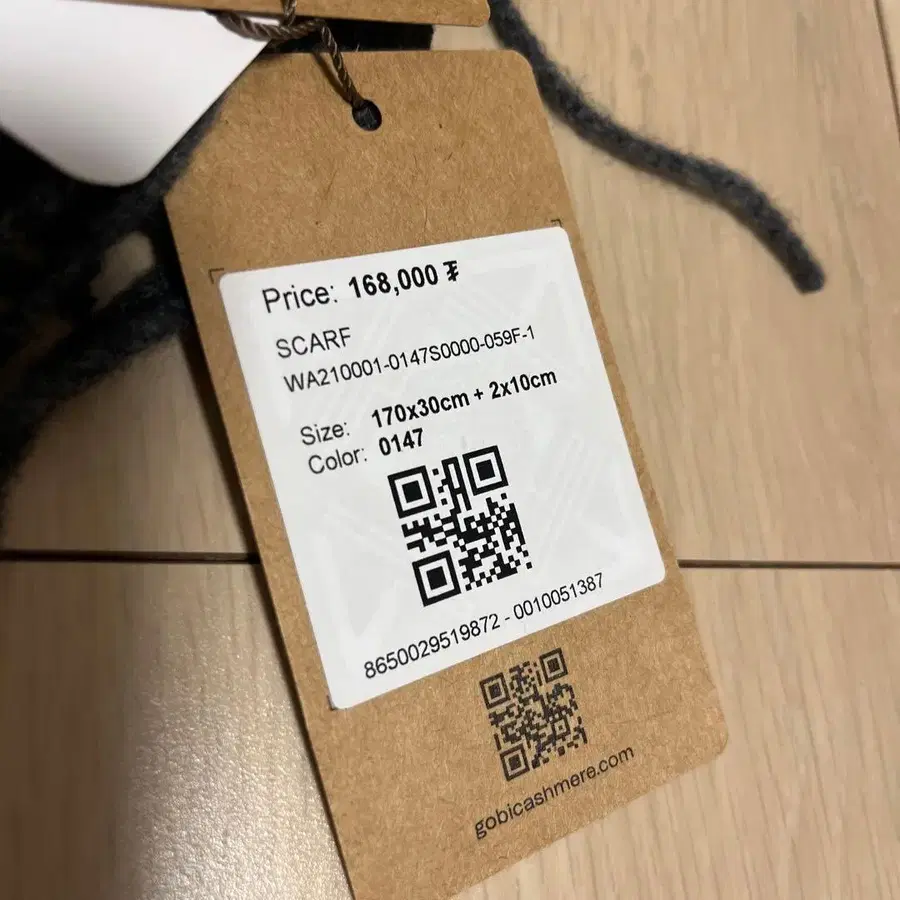 Price: 168,000 ₮
SCARF
WA210001-0147S0000-059F-1
Size: 170x30cm + 2x10cm
Color: 0147
8650029519872 - 0010051387
gobicashmere.com